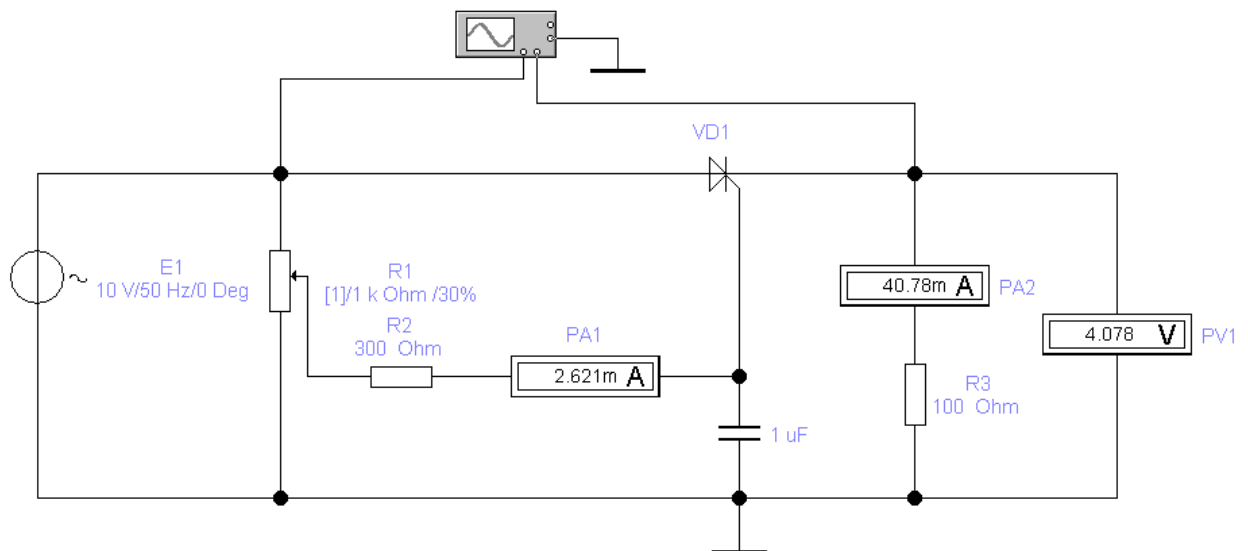 VD1
E1
10 V/50 Hz/0 Deg
R1
[1]/1 k Ohm /30%
R2
300 Ohm
PA1
2.621m A
1 uF
40.78m A
PA2
R3
100 Ohm
4.078 V
PV1